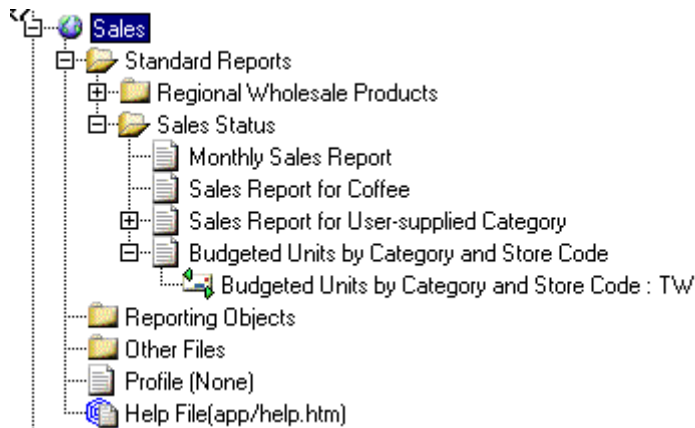 Sales
Standard Reports
Regional Wholesale Products
Sales Status
Monthly Sales Report
Sales Report for Coffee
Sales Report for User-supplied Category
Budgeted Units by Category and Store Code
Budgeted Units by Category and Store Code : TW
Reporting Objects
Other Files
Profile (None)
Help File(app/help.htm)